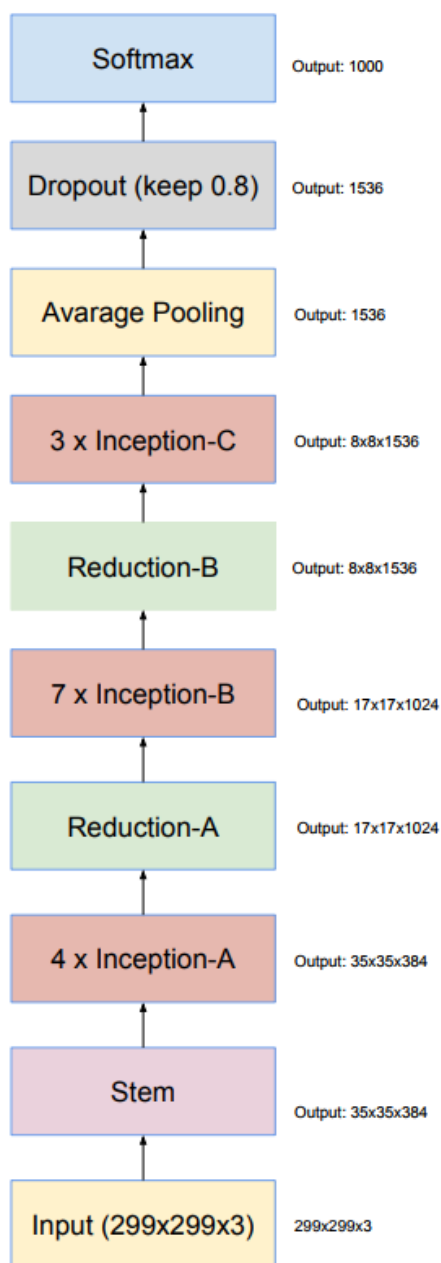 Softmax
Output: 1000
Dropout (keep 0.8)
Output: 1536
Avarage Pooling
Output: 1536
3 x Inception-C
Output: 8x8x1536
Reduction-B
Output: 8x8x1536
7 x Inception-B
Output: 17x17x1024
Reduction-A
Output: 17x17x1024
4 x Inception-A
Output: 35x35x384
Stem
Output: 35x35x384
Input (299x299x3)
299x299x3